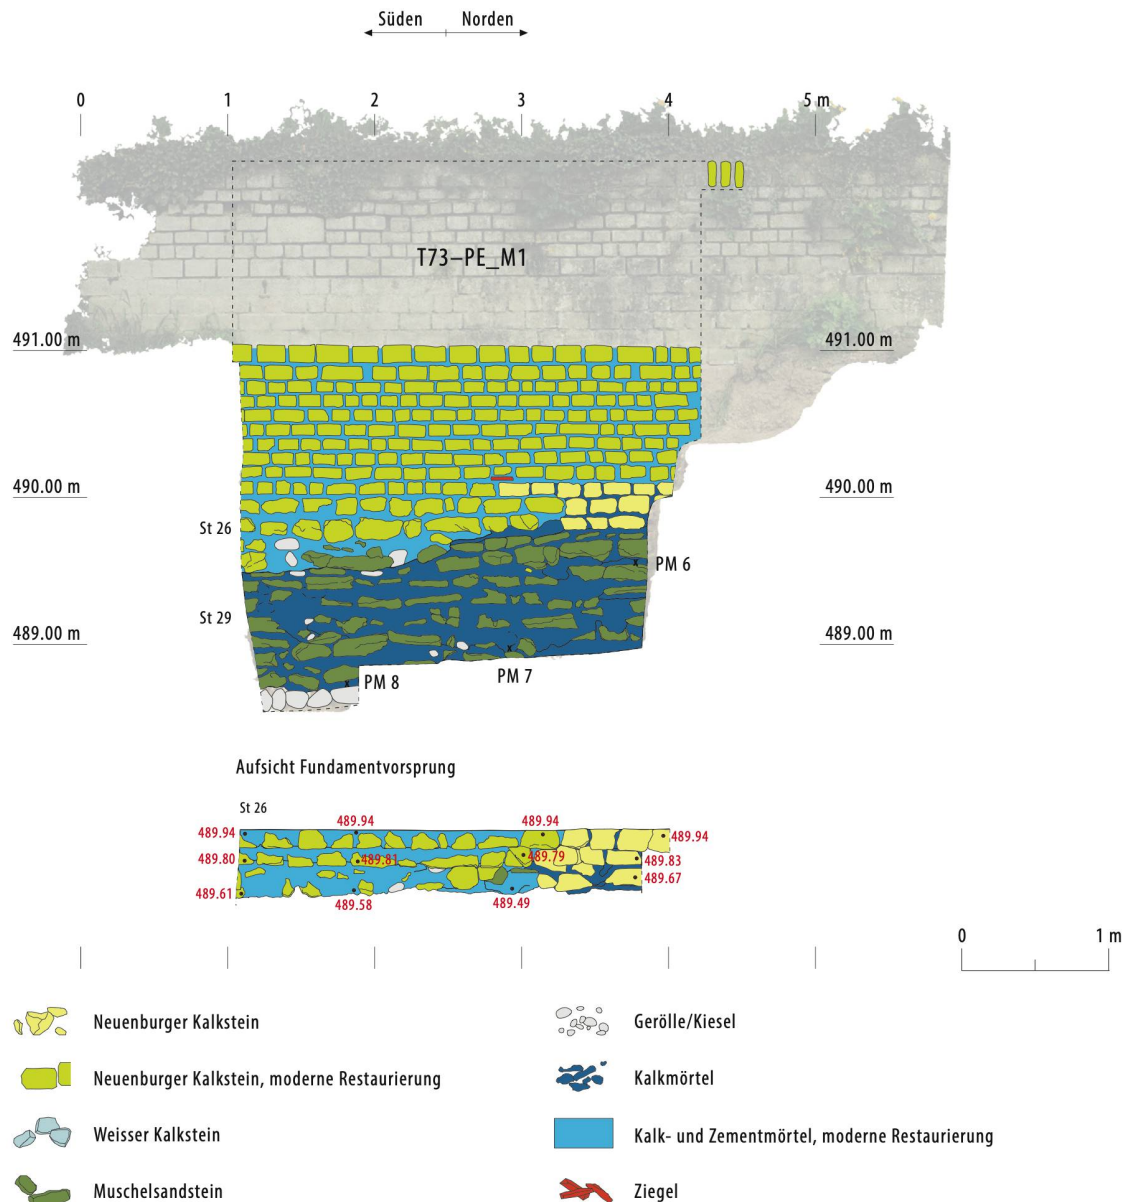 Süden Norden
0 1 2 3 4 5 m
T73–PE_M1
491.00 m 491.00 m
490.00 m 490.00 m
St 26
PM 6
St 29
489.00 m 489.00 m
PM 8 PM 7
Aufsicht Fundamentvorsprung
St 26
489.94 489.94 489.94 489.94
489.80 489.81 489.79 489.83
489.67
489.61 489.58 489.49
0 1 m
Neuenburger Kalkstein
Neuenburger Kalkstein, moderne Restaurierung
Weisser Kalkstein
Muschelsandstein
Gerölle/Kiesel
Kalkmörtel
Kalk- und Zementmörtel, moderne Restaurierung
Ziegel